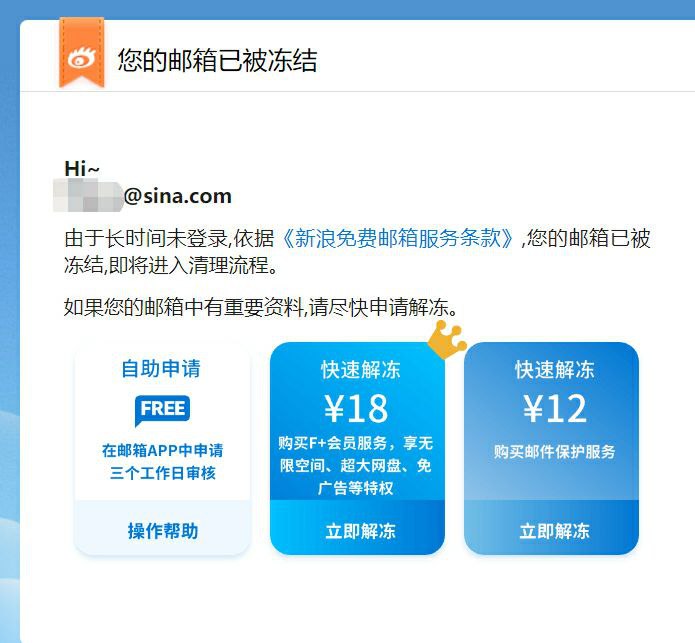 您的邮箱已被冻结
Hi~
@sina.com
由于长时间未登录,依据《新浪免费邮箱服务条款》,您的邮箱已被
冻结,即将进入清理流程。
如果您的邮箱中有重要资料,请尽快申请解冻。
自助申请
FREE
在邮箱APP中申请
三个工作日审核
操作帮助
快速解冻
¥18
购买F+会员服务，享无
限空间、超大网盘、免
广告等特权
立即解冻
快速解冻
¥12
购买邮件保护服务
立即解冻